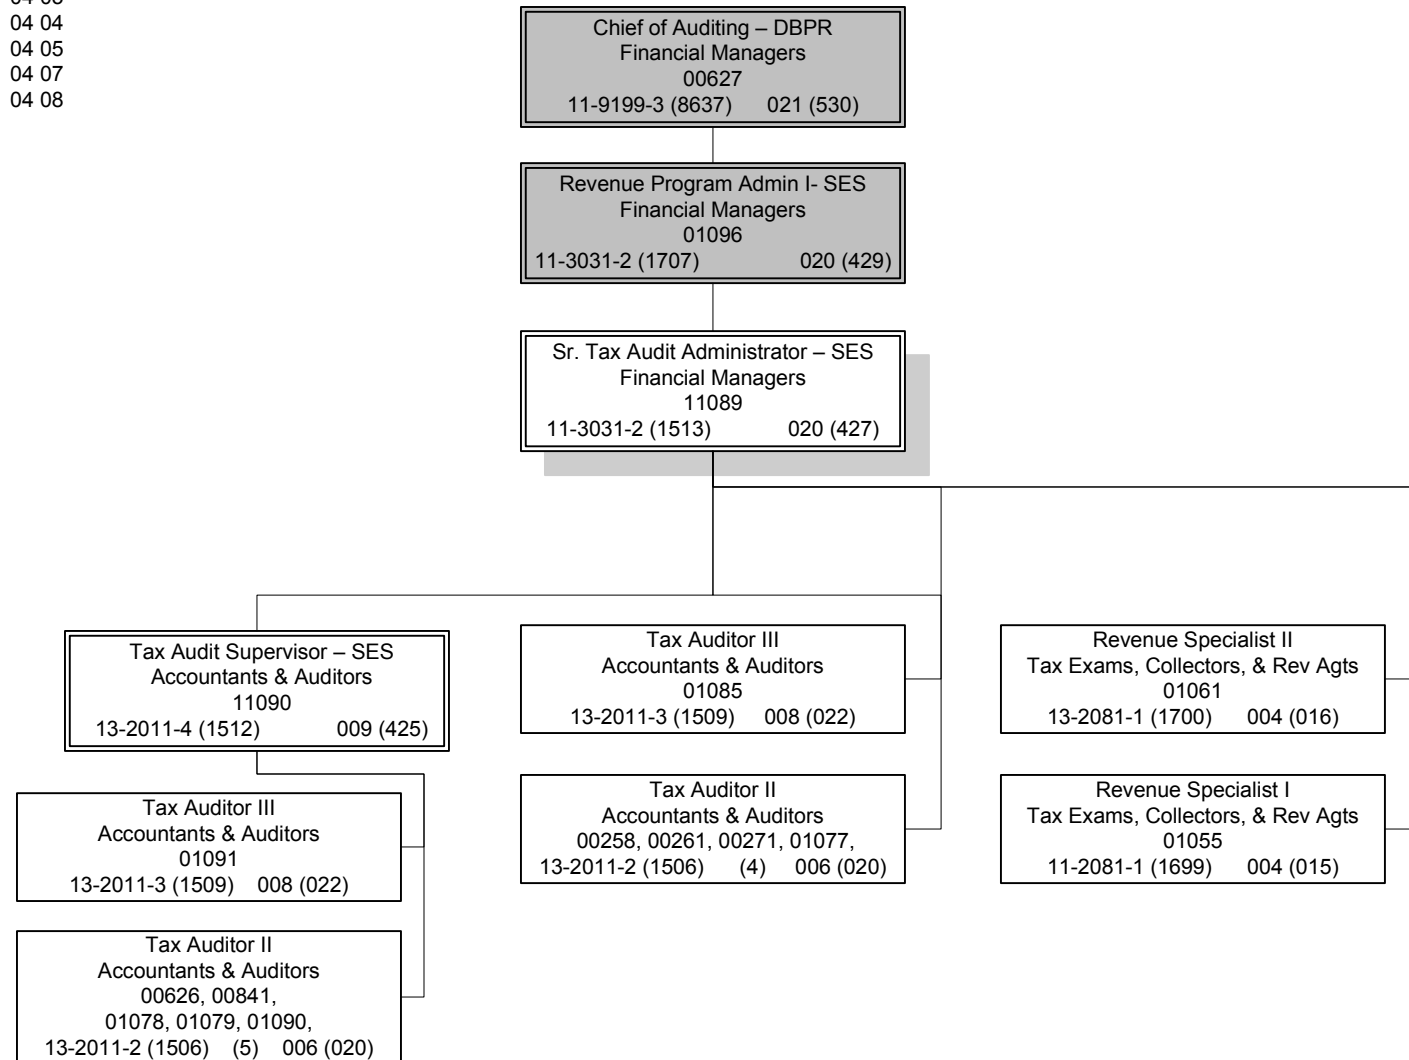 04 04
04 05
04 07
04 08
Chief of Auditing – DBPR
Financial Managers
00627
11-9199-3 (8637) 021 (530)
Revenue Program Admin I- SES
Financial Managers
01096
11-3031-2 (1707) 020 (429)
Sr. Tax Audit Administrator – SES
Financial Managers
11089
11-3031-2 (1513) 020 (427)
Tax Audit Supervisor – SES
Accountants & Auditors
11090
13-2011-4 (1512) 009 (425)
Tax Auditor III
Accountants & Auditors
01091
13-2011-3 (1509) 008 (022)
Tax Auditor II
Accountants & Auditors
00626, 00841,
01078, 01079, 01090,
13-2011-2 (1506) (5) 006 (020)
Tax Auditor III
Accountants & Auditors
01085
13-2011-3 (1509) 008 (022)
Tax Auditor II
Accountants & Auditors
00258, 00261, 00271, 01077,
13-2011-2 (1506) (4) 006 (020)
Revenue Specialist II
Tax Exams, Collectors, & Rev Agts
01061
13-2081-1 (1700) 004 (016)
Revenue Specialist I
Tax Exams, Collectors, & Rev Agts
01055
11-2081-1 (1699) 004 (015)